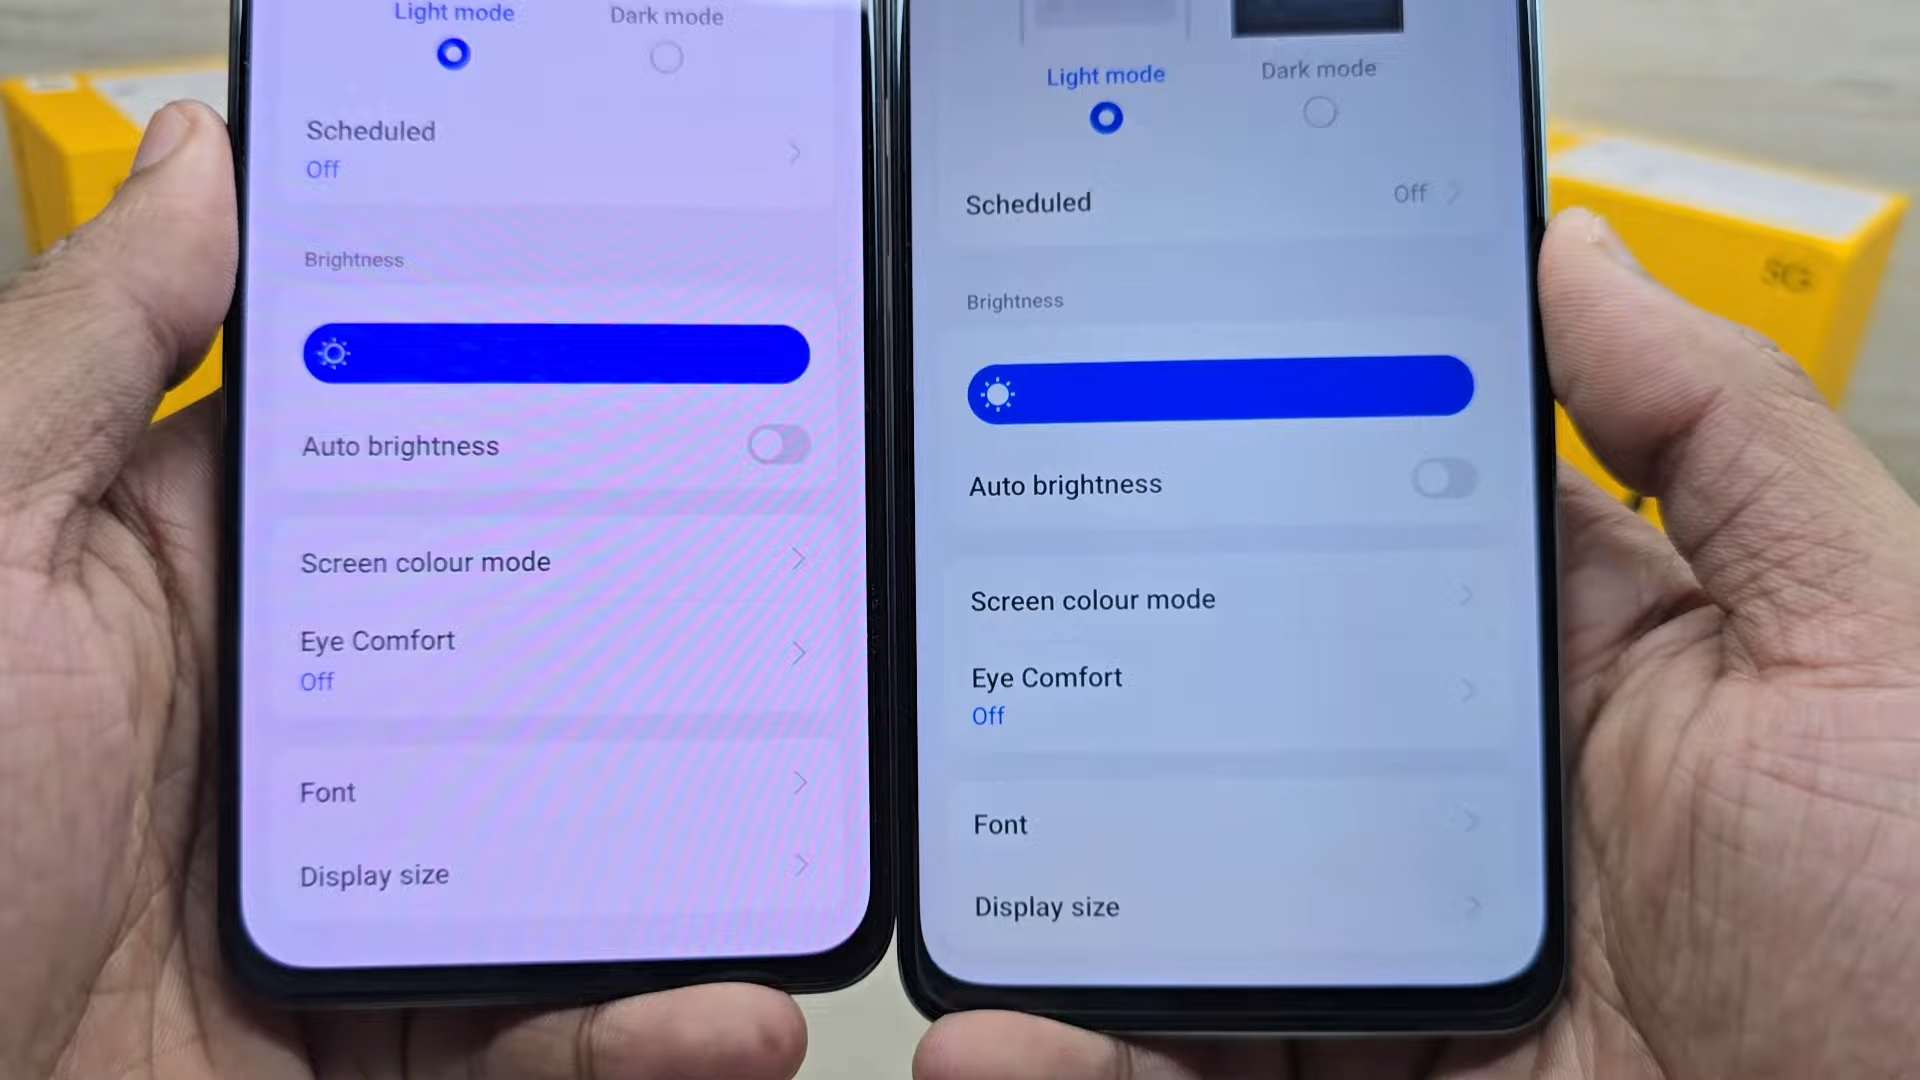 Light mode
Dark mode
Scheduled
Off
Brightness
Auto brightness
Screen colour mode
Eye Comfort
Off
Font
Display size
Light mode
Dark mode
Scheduled
Off
Brightness
Auto brightness
Screen colour mode
Eye Comfort
Off
Font
Display size
5G